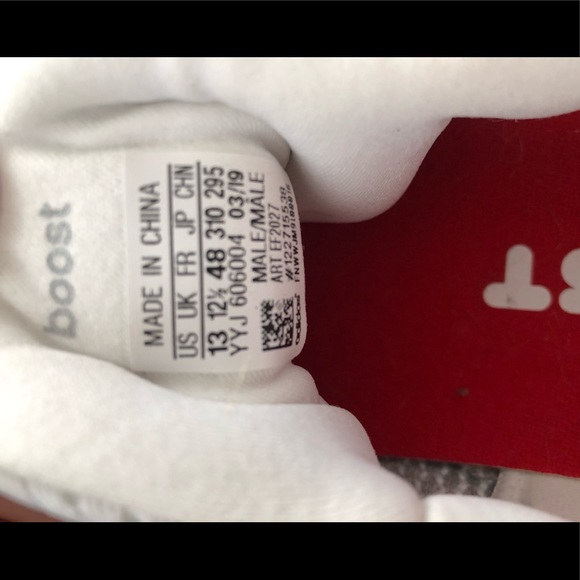 boost
MADE IN CHINA
US UK FR JP CHN
13 12½ 48 310 295
YYJ 606004 03/19
MALE/MÂLE
ART EF2027
adidas